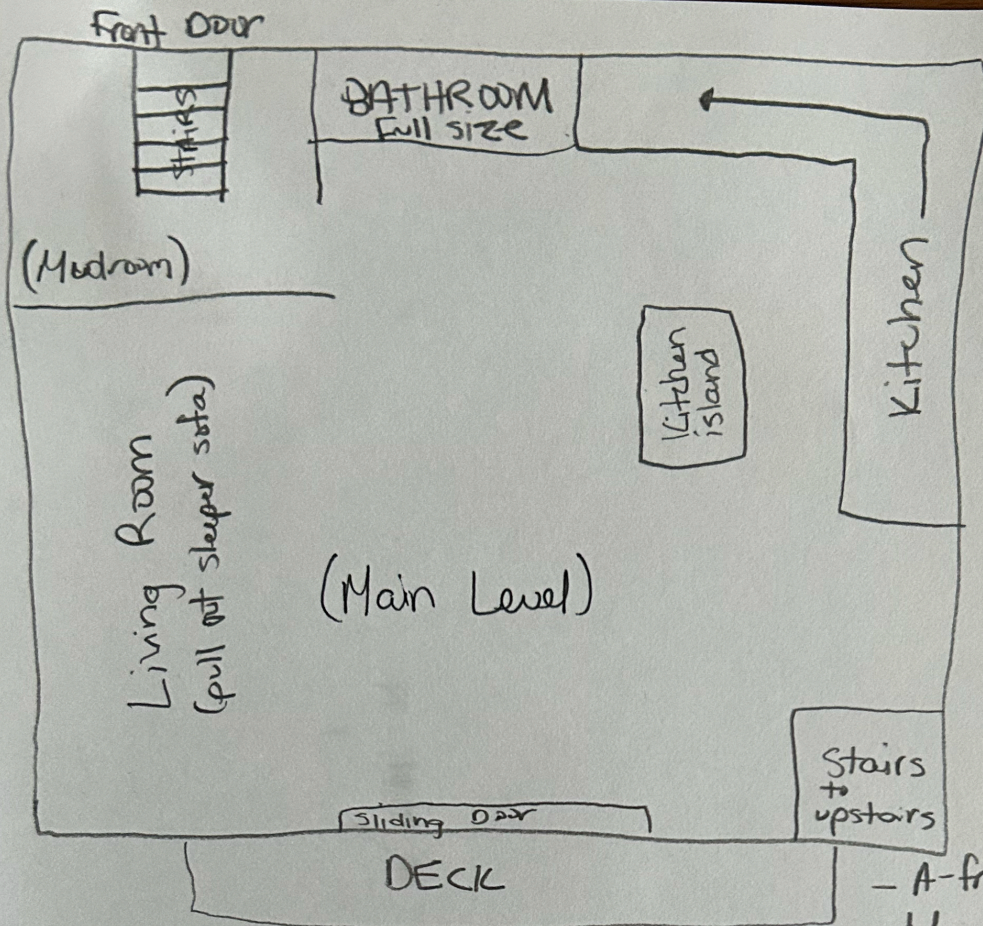 Front Door
STAIRS
BATHROOM
Full size
(Mudroom)
Kitchen
Kitchen
island
Living Room
(pull out sleeper sofa)
(Main Level)
Stairs
to
upstairs
Sliding Door
DECK
- A-fr